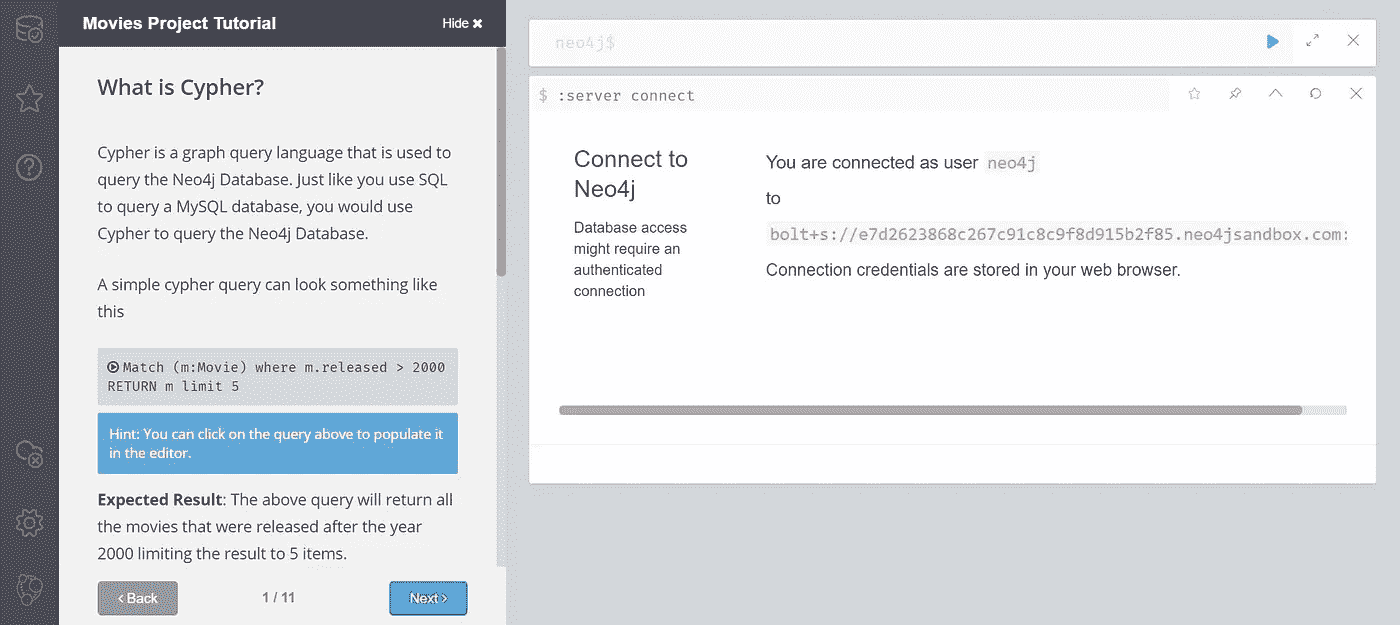 Movies Project Tutorial
Hide ✖
What is Cypher?
Cypher is a graph query language that is used to
query the Neo4j Database. Just like you use SQL
to query a MySQL database, you would use
Cypher to query the Neo4j Database.
A simple cypher query can look something like
this
Match (m:Movie) where m.released > 2000
RETURN m limit 5
Hint: You can click on the query above to populate it
in the editor.
Expected Result: The above query will return all
the movies that were released after the year
2000 limiting the result to 5 items.
‹ Back
1 / 11
Next ›
neo4j$
$ :server connect
Connect to
Neo4j
Database access
might require an
authenticated
connection
You are connected as user neo4j
to
bolt+s://e7d2623868c267c91c8c9f8d915b2f85.neo4jsandbox.com:
Connection credentials are stored in your web browser.